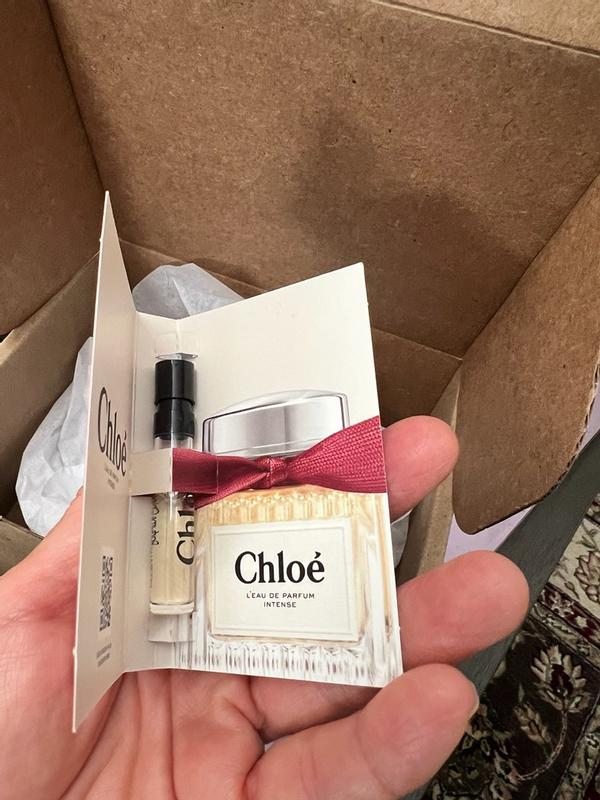 Chloé
Chl
Chloé
L'EAU DE PARFUM
INTENSE